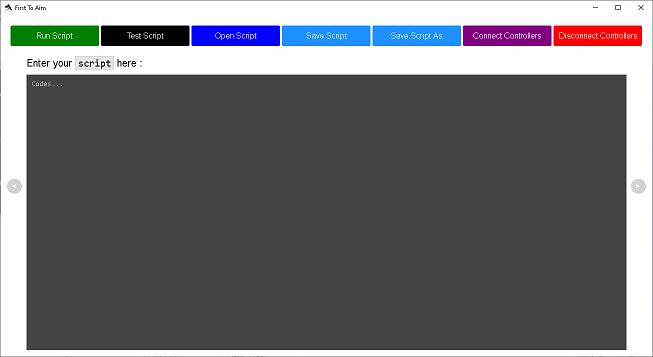 First To Aim
Run Script Test Script Open Script Save Script Save Script As Connect Controllers Disconnect Controllers
Enter your script here :
Codes...
< >